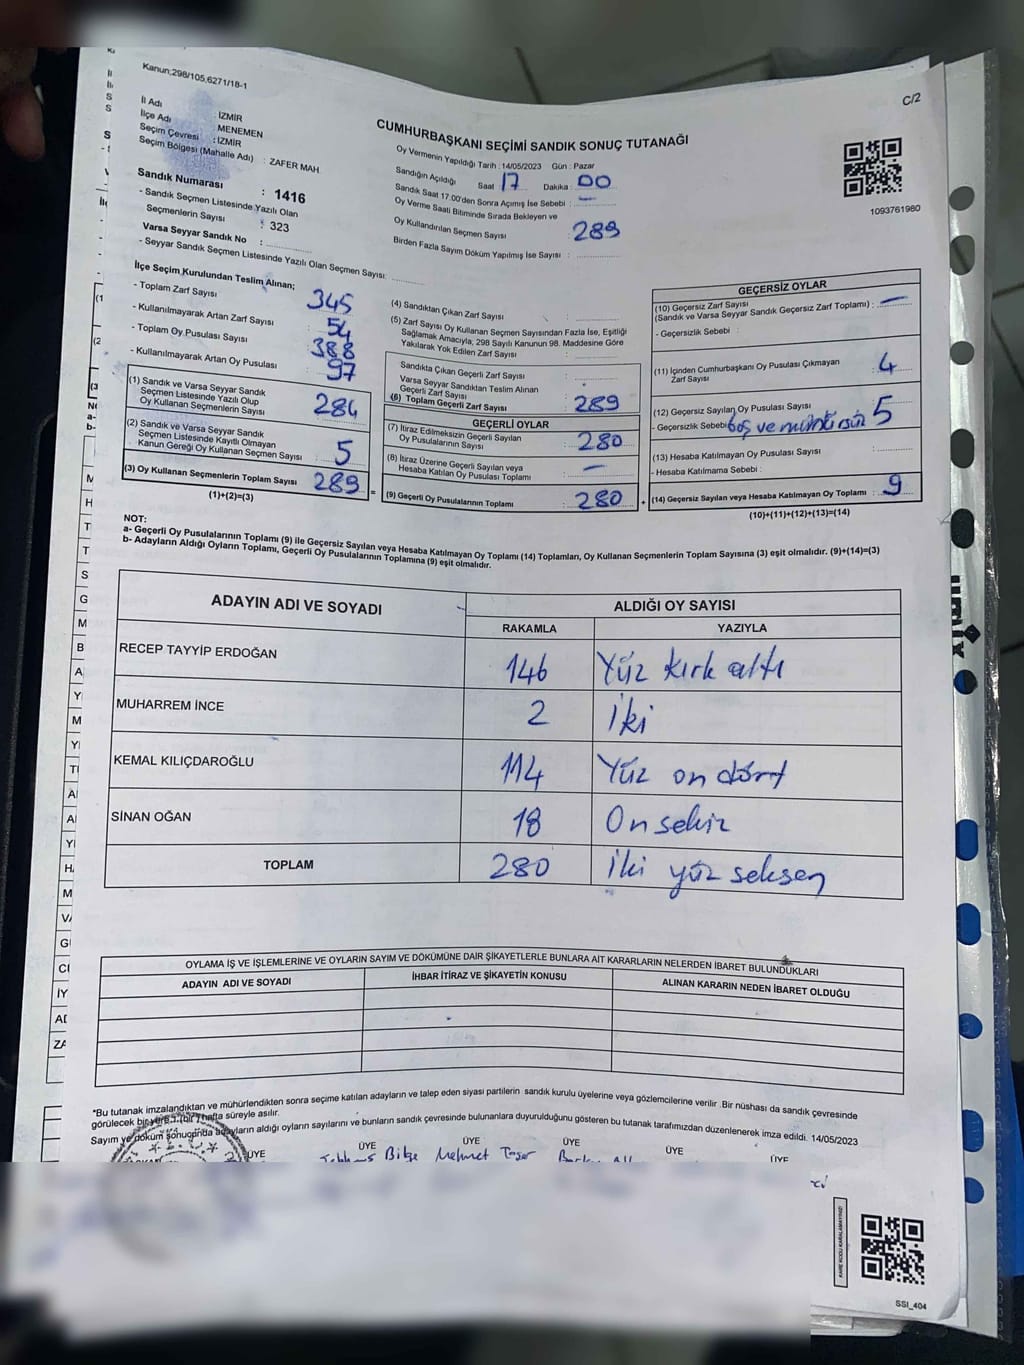 Kanun;298/105,6271/18-1
C/2
İl Adı İZMİR
İlçe Adı MENEMEN
Seçim Çevresi : İZMİR
Seçim Bölgesi (Mahalle Adı) : ZAFER MAH
CUMHURBAŞKANI SEÇİMİ SANDIK SONUÇ TUTANAĞI
Oy Vermenin Yapıldığı Tarih : 14/05/2023 Gün : Pazar
Sandığın Açıldığı Saat 17 Dakika : 00
Sandık Saat 17.00'den Sonra Açılmış İse Sebebi : —
Oy Verme Saati Bitiminde Sırada Bekleyen ve
Oy Kullandırılan Seçmen Sayısı : 289
Birden Fazla Sayım Döküm Yapılmış İse Sayısı :
1093761980
Sandık Numarası : 1416
- Sandık Seçmen Listesinde Yazılı Olan
Seçmenlerin Sayısı : 323
Varsa Seyyar Sandık No :
- Seyyar Sandık Seçmen Listesinde Yazılı Olan Seçmen Sayısı:
İlçe Seçim Kurulundan Teslim Alınan;
- Toplam Zarf Sayısı 345
- Kullanılmayarak Artan Zarf Sayısı 54
- Toplam Oy Pusulası Sayısı 388
- Kullanılmayarak Artan Oy Pusulası 97
(1) Sandık ve Varsa Seyyar Sandık
Seçmen Listesinde Yazılı Olup
Oy Kullanan Seçmenlerin Sayısı 284
(2) Sandık ve Varsa Seyyar Sandık
Seçmen Listesinde Kayıtlı Olmayan
Kanun Gereği Oy Kullanan Seçmen Sayısı 5
(3) Oy Kullanan Seçmenlerin Toplam Sayısı 289 =
(1)+(2)=(3)
(4) Sandıktan Çıkan Zarf Sayısı :
(5) Zarf Sayısı Oy Kullanan Seçmen Sayısından Fazla İse, Eşitliği
Sağlamak Amacıyla, 298 Sayılı Kanunun 98. Maddesine Göre
Yakılarak Yok Edilen Zarf Sayısı :
Sandıkta Çıkan Geçerli Zarf Sayısı :
Varsa Seyyar Sandıktan Teslim Alınan
Geçerli Zarf Sayısı :
(6) Toplam Geçerli Zarf Sayısı : 289
GEÇERLİ OYLAR
(7) İtiraz Edilmeksizin Geçerli Sayılan
Oy Pusulalarının Sayısı : 280
(8) İtiraz Üzerine Geçerli Sayılan veya
Hesaba Katılan Oy Pusulası Toplamı : —
(9) Geçerli Oy Pusulalarının Toplamı : 280 +
GEÇERSİZ OYLAR
(10) Geçersiz Zarf Sayısı
(Sandık ve Varsa Seyyar Sandık Geçersiz Zarf Toplamı) : —
- Geçersizlik Sebebi :
(11) İçinden Cumhurbaşkanı Oy Pusulası Çıkmayan
Zarf Sayısı : 4
(12) Geçersiz Sayılan Oy Pusulası Sayısı : 5
- Geçersizlik Sebebi boş ve mühürsüz
(13) Hesaba Katılmayan Oy Pusulası Sayısı :
- Hesaba Katılmama Sebebi :
(14) Geçersiz Sayılan veya Hesaba Katılmayan Oy Toplamı : 9
(10)+(11)+(12)+(13)=(14)
NOT:
a- Geçerli Oy Pusulalarının Toplamı (9) ile Geçersiz Sayılan veya Hesaba Katılmayan Oy Toplamı (14) Toplamları, Oy Kullanan Seçmenlerin Toplam Sayısına (3) eşit olmalıdır. (9)+(14)=(3)
b- Adayların Aldığı Oyların Toplamı, Geçerli Oy Pusulalarının Toplamına (9) eşit olmalıdır.
ADAYIN ADI VE SOYADI ALDIĞI OY SAYISI
RAKAMLA YAZIYLA
RECEP TAYYİP ERDOĞAN 146 Yüz kırk altı
MUHARREM İNCE 2 İki
KEMAL KILIÇDAROĞLU 114 Yüz on dört
SİNAN OĞAN 18 On sekiz
TOPLAM 280 İki yüz seksen
OYLAMA İŞ VE İŞLEMLERİNE VE OYLARIN SAYIM VE DÖKÜMÜNE DAİR ŞİKAYETLERLE BUNLARA AİT KARARLARIN NELERDEN İBARET BULUNDUKLARI
ADAYIN ADI VE SOYADI İHBAR İTİRAZ VE ŞİKAYETİN KONUSU ALINAN KARARIN NEDEN İBARET OLDUĞU
*Bu tutanak imzalandıktan ve mühürlendikten sonra seçime katılan adayların ve talep eden siyasi partilerin sandık kurulu üyelerine veya gözlemcilerine verilir .Bir nüshası da sandık çevresinde
görülecek bir yere 1 (bir ) hafta süreyle asılır.
Sayım ve döküm sonucunda adayların aldığı oyların sayılarını ve bunların sandık çevresinde bulunanlara duyurulduğunu gösteren bu tutanak tarafımızdan düzenlenerek imza edildi. 14/05/2023
ÜYE ÜYE ÜYE ÜYE ÜYE ÜYE
Bilge Mehmet
KARE KODU KARALAMAYINIZ!
SSI_404